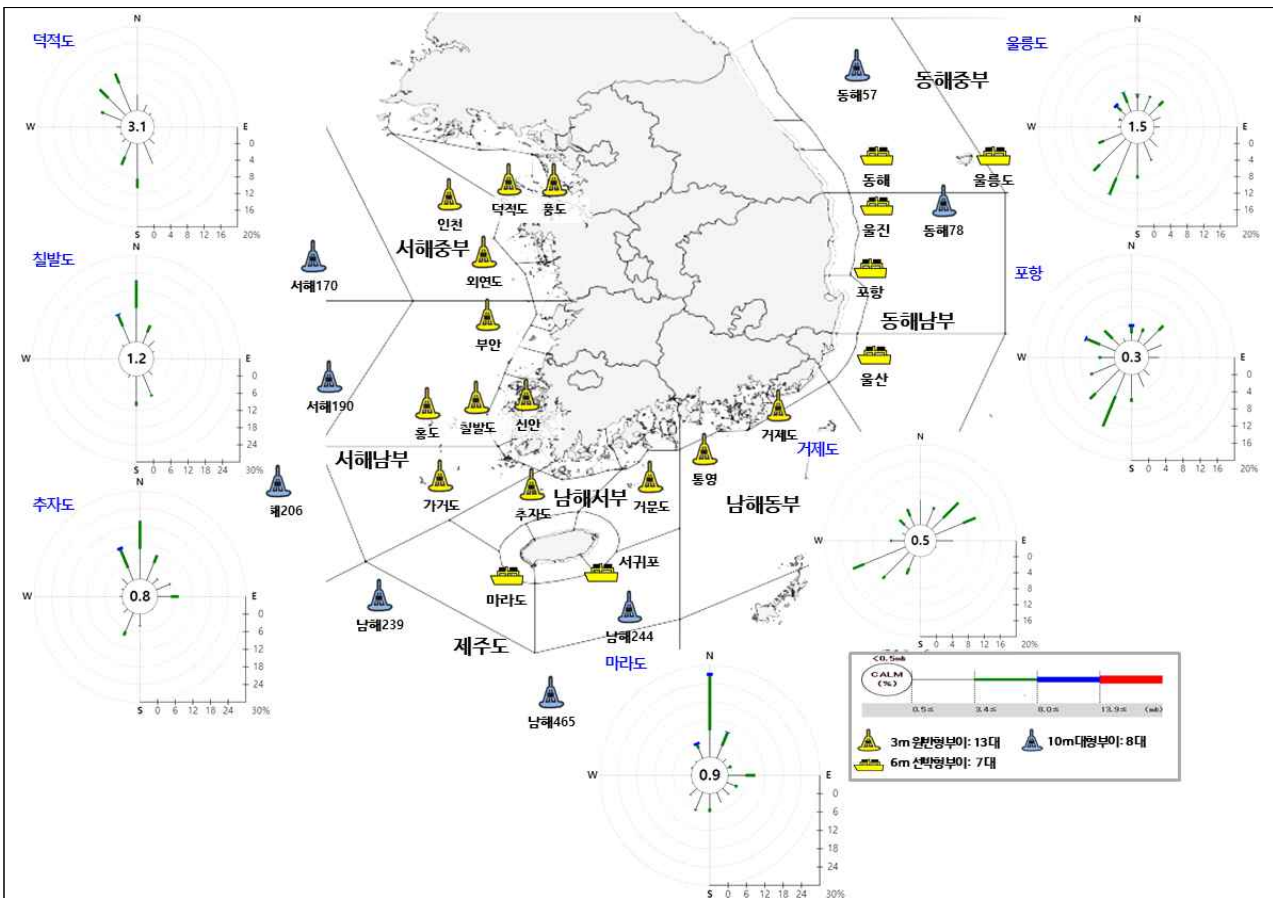 덕적도
N
W
E
S
3.1
0
4
8
12
16
0 4 8 12 16 20%
칠발도
N
W
E
S
1.2
0
6
12
18
24
0 6 12 18 24 30%
추자도
N
W
E
S
0.8
0
6
12
18
24
0 6 12 18 24 30%
울릉도
N
W
E
S
1.5
0
4
8
12
16
0 4 8 12 16 20%
포항
N
W
E
S
0.3
0
4
8
12
16
0 4 8 12 16 20%
거제도
N
E
0.5
0
4
8
12
16
S 0 4 8 12 16 20%
마라도
N
W
E
S
0.9
0
6
12
18
24
0 6 12 18 24 30%
동해57
동해중부
동해
울릉도
울진
동해78
포항
동해남부
울산
인천
덕적도
풍도
서해중부
서해170
외연도
부안
서해190
홍도
칠발도
신안
서해남부
해206
가거도
추자도
남해서부
거문도
통영
거제도
남해동부
마라도
서귀포
남해239
남해244
제주도
남해465
<0.5㎧
CALM
(%)
0.5≤ 3.4≤ 8.0≤ 13.9≤ (㎧)
3m 원반형부이: 13대
10m 대형부이: 8대
6m 선박형부이: 7대